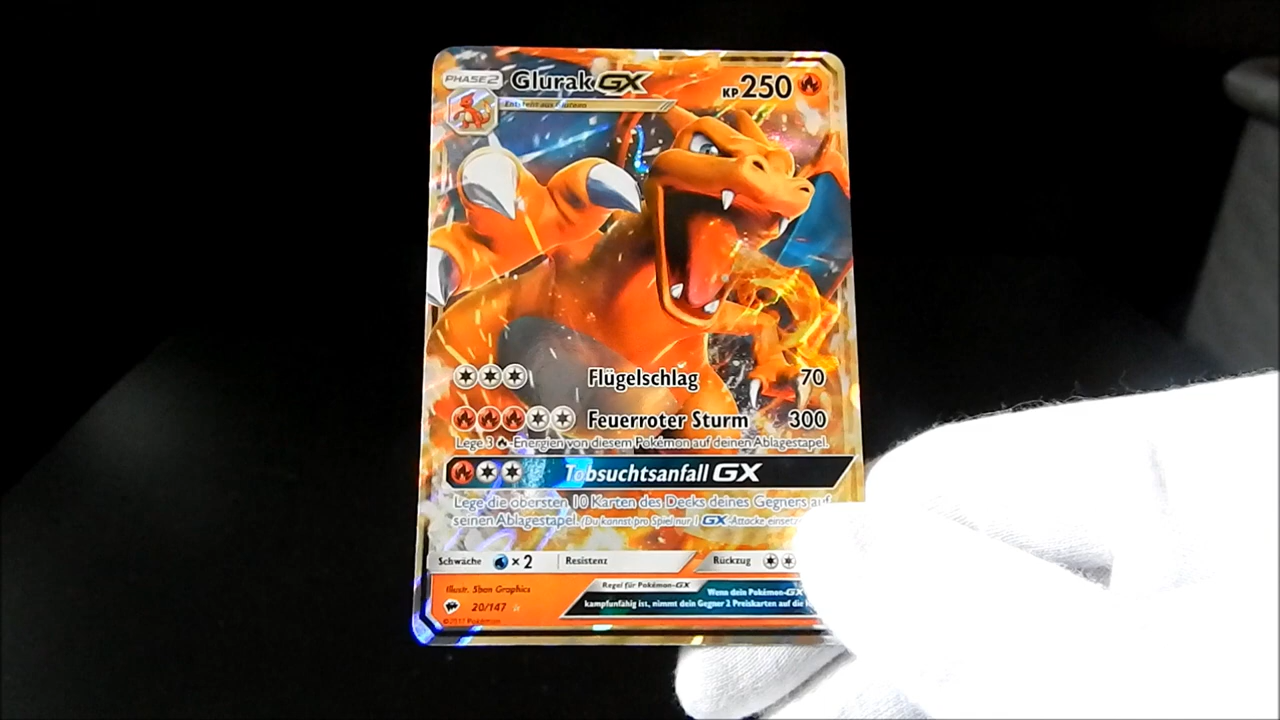 PHASE 2 Glurak GX KP 250
Entsteht aus Glutexo
Flügelschlag 70
Feuerroter Sturm 300
Lege 3 -Energien von diesem Pokémon auf deinen Ablagestapel.
Tobsuchtsanfall GX
Lege die obersten 10 Karten des Decks deines Gegners auf
seinen Ablagestapel. (Du kannst pro Spiel nur 1 GX-Attacke
Schwäche × 2 Resistenz Rückzug
Illustr. 5ban Graphics
Regel für Pokémon-GX
Wenn dein Pokémon-GX
kampfunfähig ist, nimmt dein Gegner 2 Preiskarten auf die
20/147
©2017 Pokémon